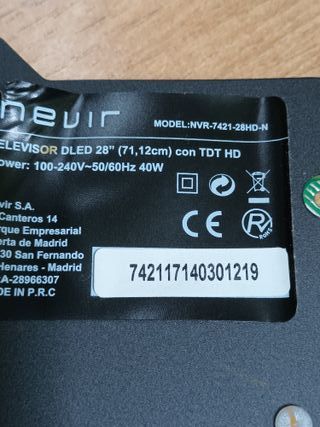 nevir
MODEL:NVR-7421-28HD-N
ELEVISOR DLED 28” (71,12cm) con TDT HD
ower: 100-240V~50/60Hz 40W
vir S.A.
Canteros 14
rque Empresarial
erta de Madrid
30 San Fernando
Henares - Madrid
A-28966307
DE IN P.R.C
CE
742117140301219